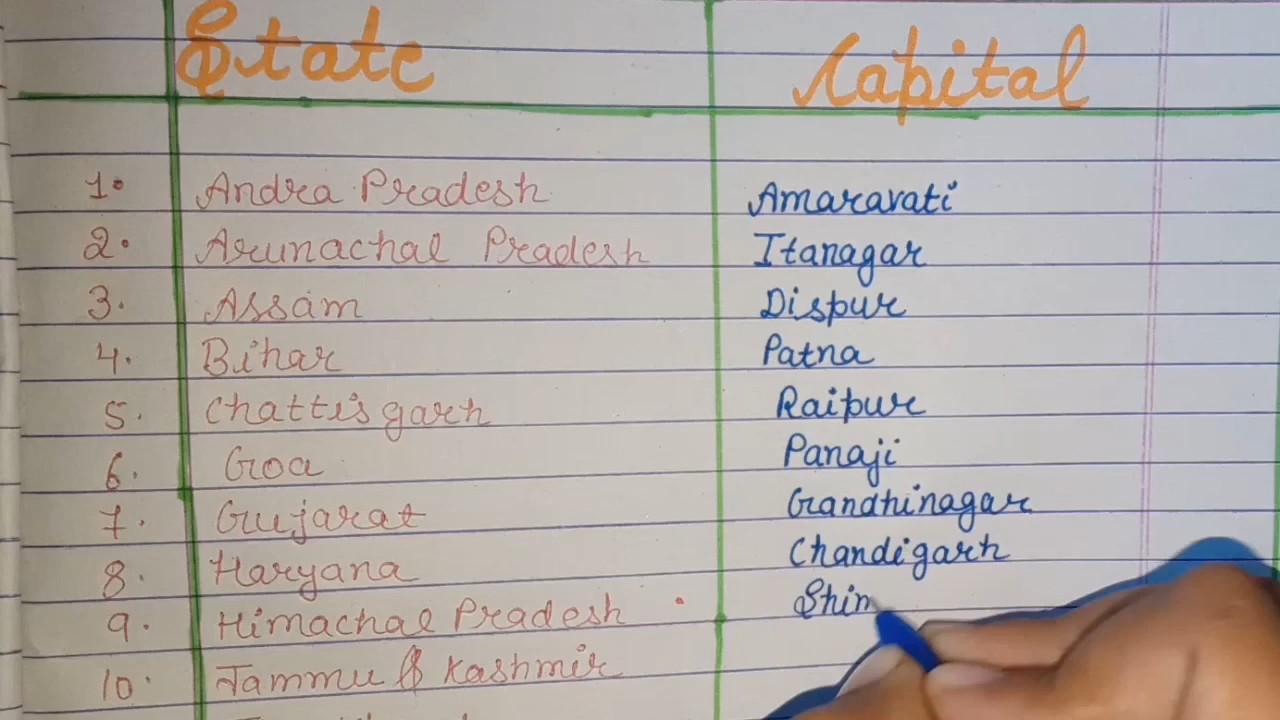 State Capital
1. Andra Pradesh Amaravati
2. Arunachal Pradesh Itanagar
3. Assam Dispur
4. Bihar Patna
5. Chattisgarh Raipur
6. Goa Panaji
7. Gujarat Gandhinagar
8. Haryana Chandigarh
9. Himachal Pradesh Shim
10. Jammu & Kashmir